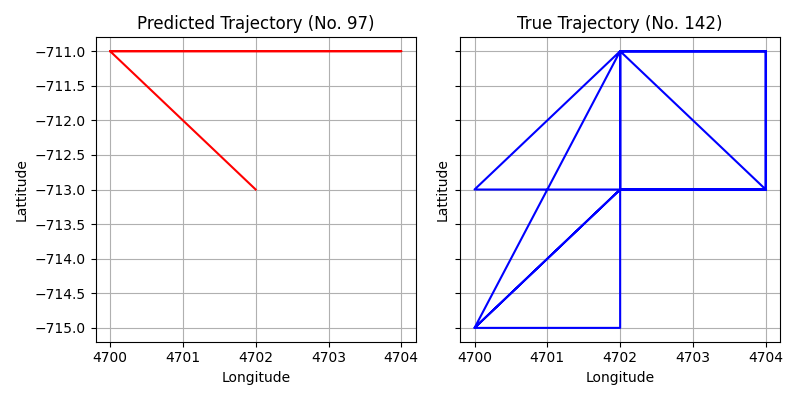 Predicted Trajectory (No. 97)
−711.0
−711.5
−712.0
−712.5
−713.0
−713.5
−714.0
−714.5
−715.0
Lattitude
4700 4701 4702 4703 4704
Longitude
True Trajectory (No. 142)
Lattitude
4700 4701 4702 4703 4704
Longitude